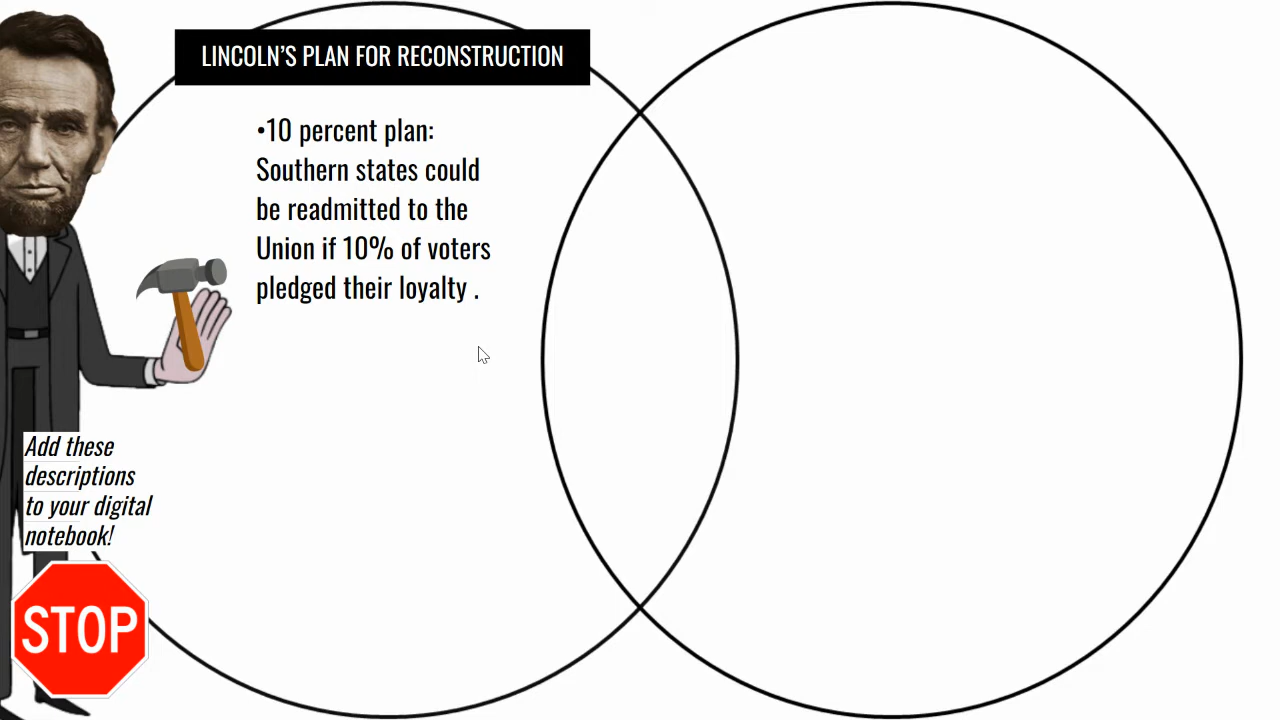 LINCOLN'S PLAN FOR RECONSTRUCTION
•10 percent plan:
Southern states could
be readmitted to the
Union if 10% of voters
pledged their loyalty .
Add these
descriptions
to your digital
notebook!
STOP